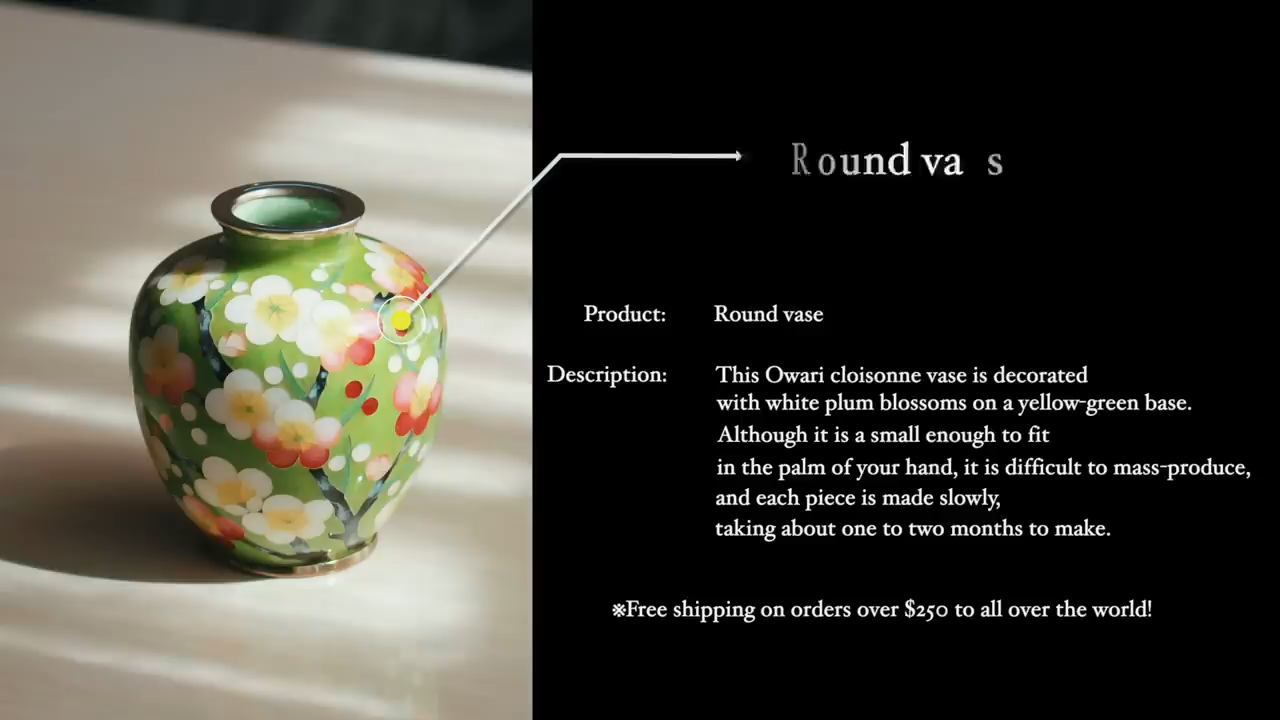 Round va s
Product: Round vase
Description: This Owari cloisonne vase is decorated
with white plum blossoms on a yellow-green base.
Although it is a small enough to fit
in the palm of your hand, it is difficult to mass-produce,
and each piece is made slowly,
taking about one to two months to make.
※Free shipping on orders over $250 to all over the world!